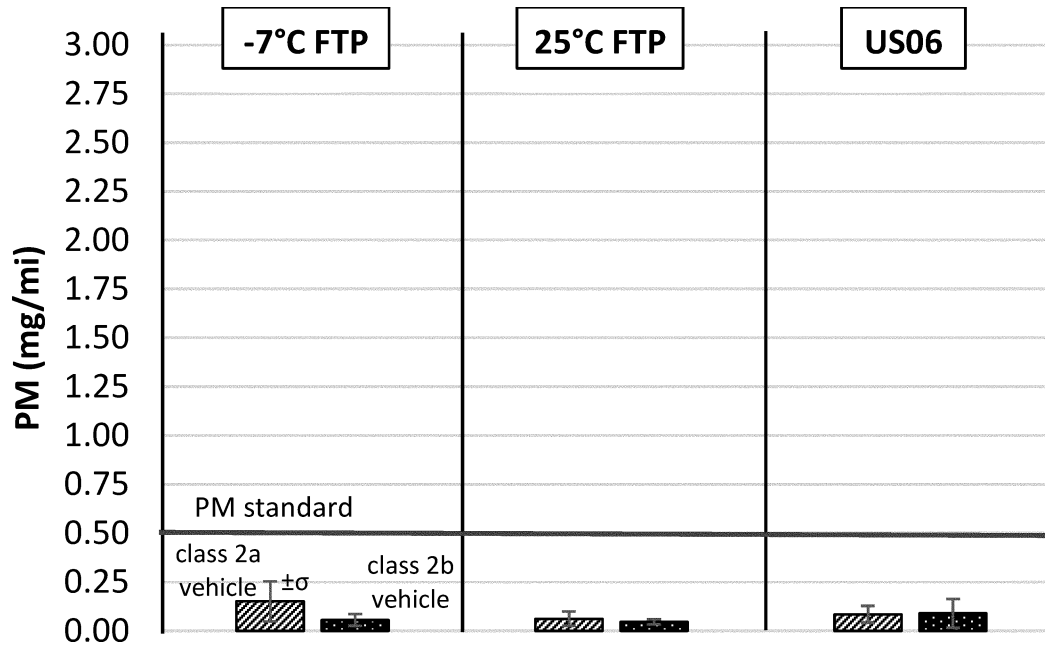 -7°C FTP
25°C FTP
US06
3.00
2.75
2.50
2.25
2.00
1.75
1.50
1.25
1.00
0.75
0.50
0.25
0.00
PM (mg/mi)
PM standard
class 2a
vehicle
±σ
class 2b
vehicle